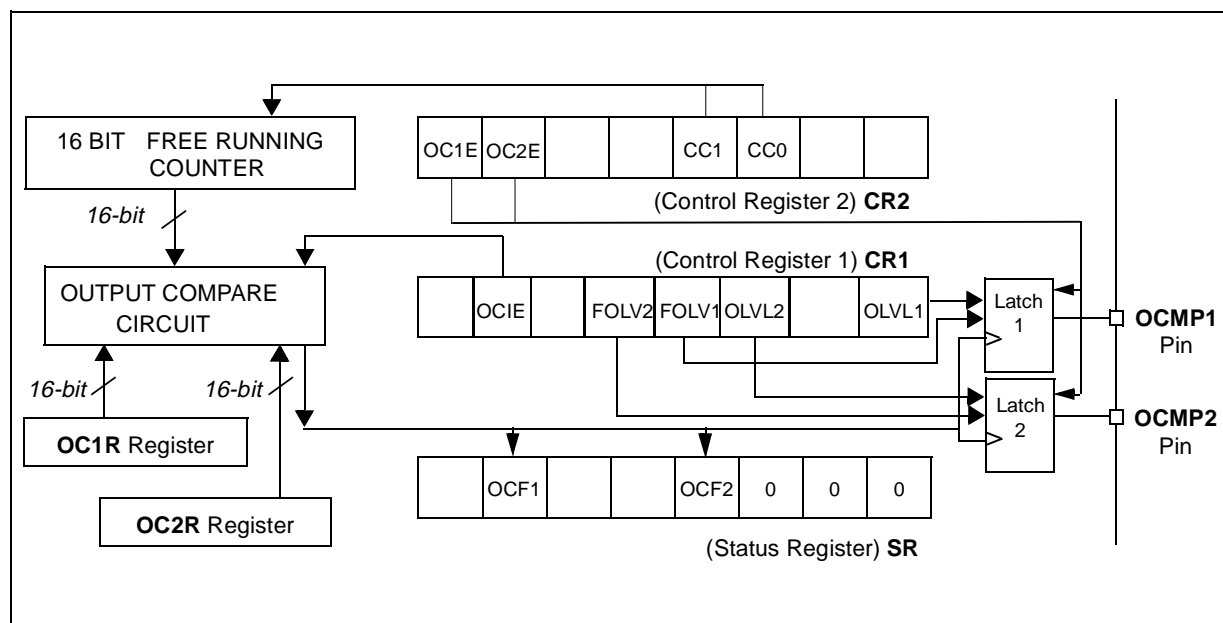 16 BIT FREE RUNNING
COUNTER
16-bit
OC1E OC2E CC1 CC0
(Control Register 2) CR2
OUTPUT COMPARE
CIRCUIT
(Control Register 1) CR1
OCIE FOLV2 FOLV1 OLVL2 OLVL1
Latch
1
OCMP1
Pin
16-bit 16-bit
Latch
2
OCMP2
Pin
OC1R Register
OC2R Register
OCF1 OCF2 0 0 0
(Status Register) SR